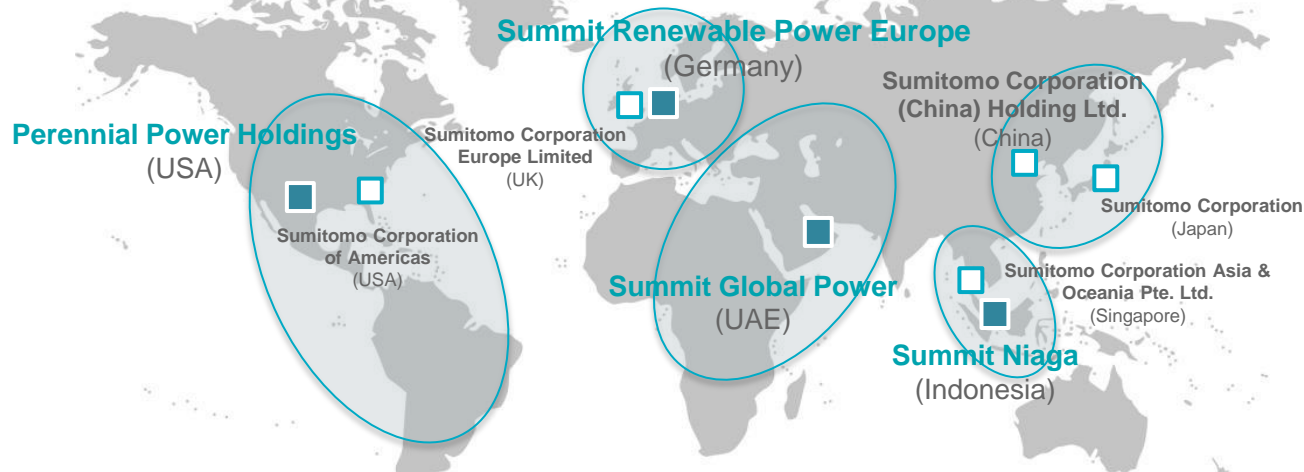 Summit Renewable Power Europe
(Germany)
Sumitomo Corporation
(China) Holding Ltd.
(China)
Perennial Power Holdings
(USA)
Sumitomo Corporation
Europe Limited
(UK)
Sumitomo Corporation
(Japan)
Sumitomo Corporation
of Americas
(USA)
Summit Global Power
(UAE)
Sumitomo Corporation Asia &
Oceania Pte. Ltd.
(Singapore)
Summit Niaga
(Indonesia)